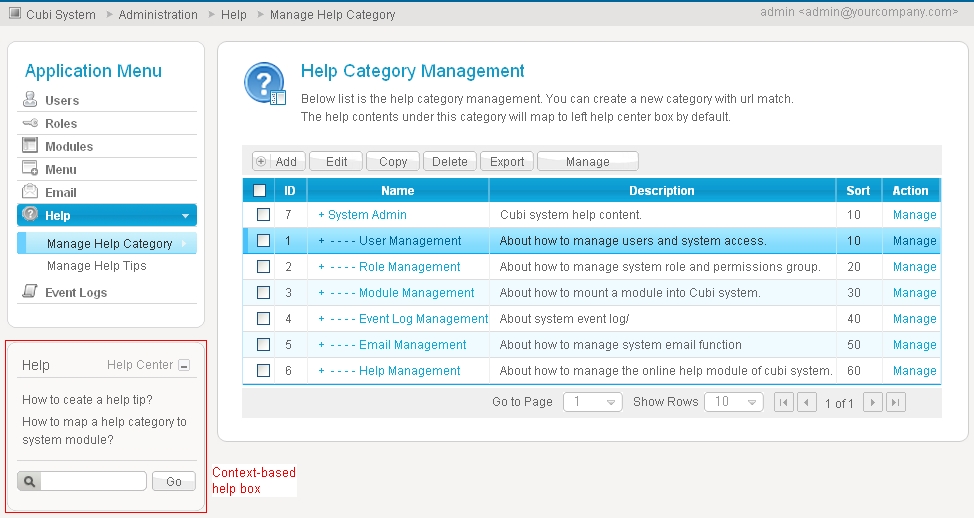 Cubi System Administration Help Manage Help Category
admin <admin@yourcompany.com>
Application Menu
Users
Roles
Modules
Menu
Email
Help
Manage Help Category
Manage Help Tips
Event Logs
Help Help Center
How to ceate a help tip?
How to map a help category to
system module?
Go
Context-based
help box
Help Category Management
Below list is the help category management. You can create a new category with url match.
The help contents under this category will map to left help center box by default.
Add Edit Copy Delete Export Manage
ID Name Description Sort Action
7 + System Admin Cubi system help content. 10 Manage
1 + - - - - User Management About how to manage users and system access. 10 Manage
2 + - - - - Role Management About how to manage system role and permissions group. 20 Manage
3 + - - - - Module Management About how to mount a module into Cubi system. 30 Manage
4 + - - - - Event Log Management About system event log/ 40 Manage
5 + - - - - Email Management About how to manage system email function 50 Manage
6 + - - - - Help Management About how to manage the online help module of cubi system. 60 Manage
Go to Page 1 Show Rows 10 1 of 1